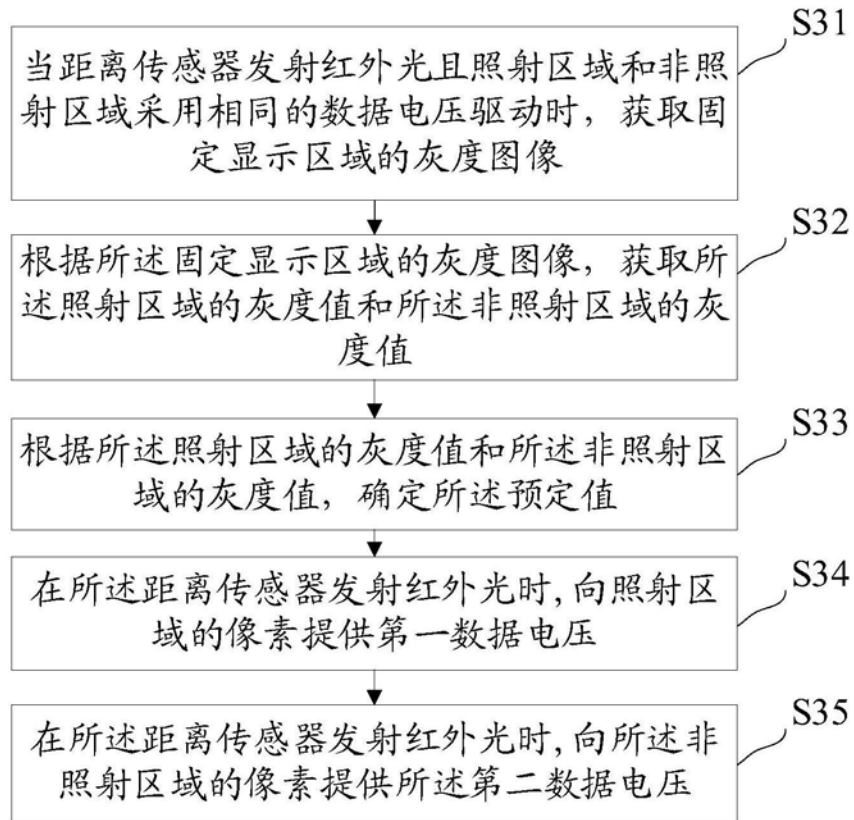 S31
当距离传感器发射红外光且照射区域和非照
射区域采用相同的数据电压驱动时，获取固
定显示区域的灰度图像
S32
根据所述固定显示区域的灰度图像，获取所
述照射区域的灰度值和所述非照射区域的灰
度值
S33
根据所述照射区域的灰度值和所述非照射区
域的灰度值，确定所述预定值
S34
在所述距离传感器发射红外光时,向照射区
域的像素提供第一数据电压
S35
在所述距离传感器发射红外光时,向所述非
照射区域的像素提供所述第二数据电压